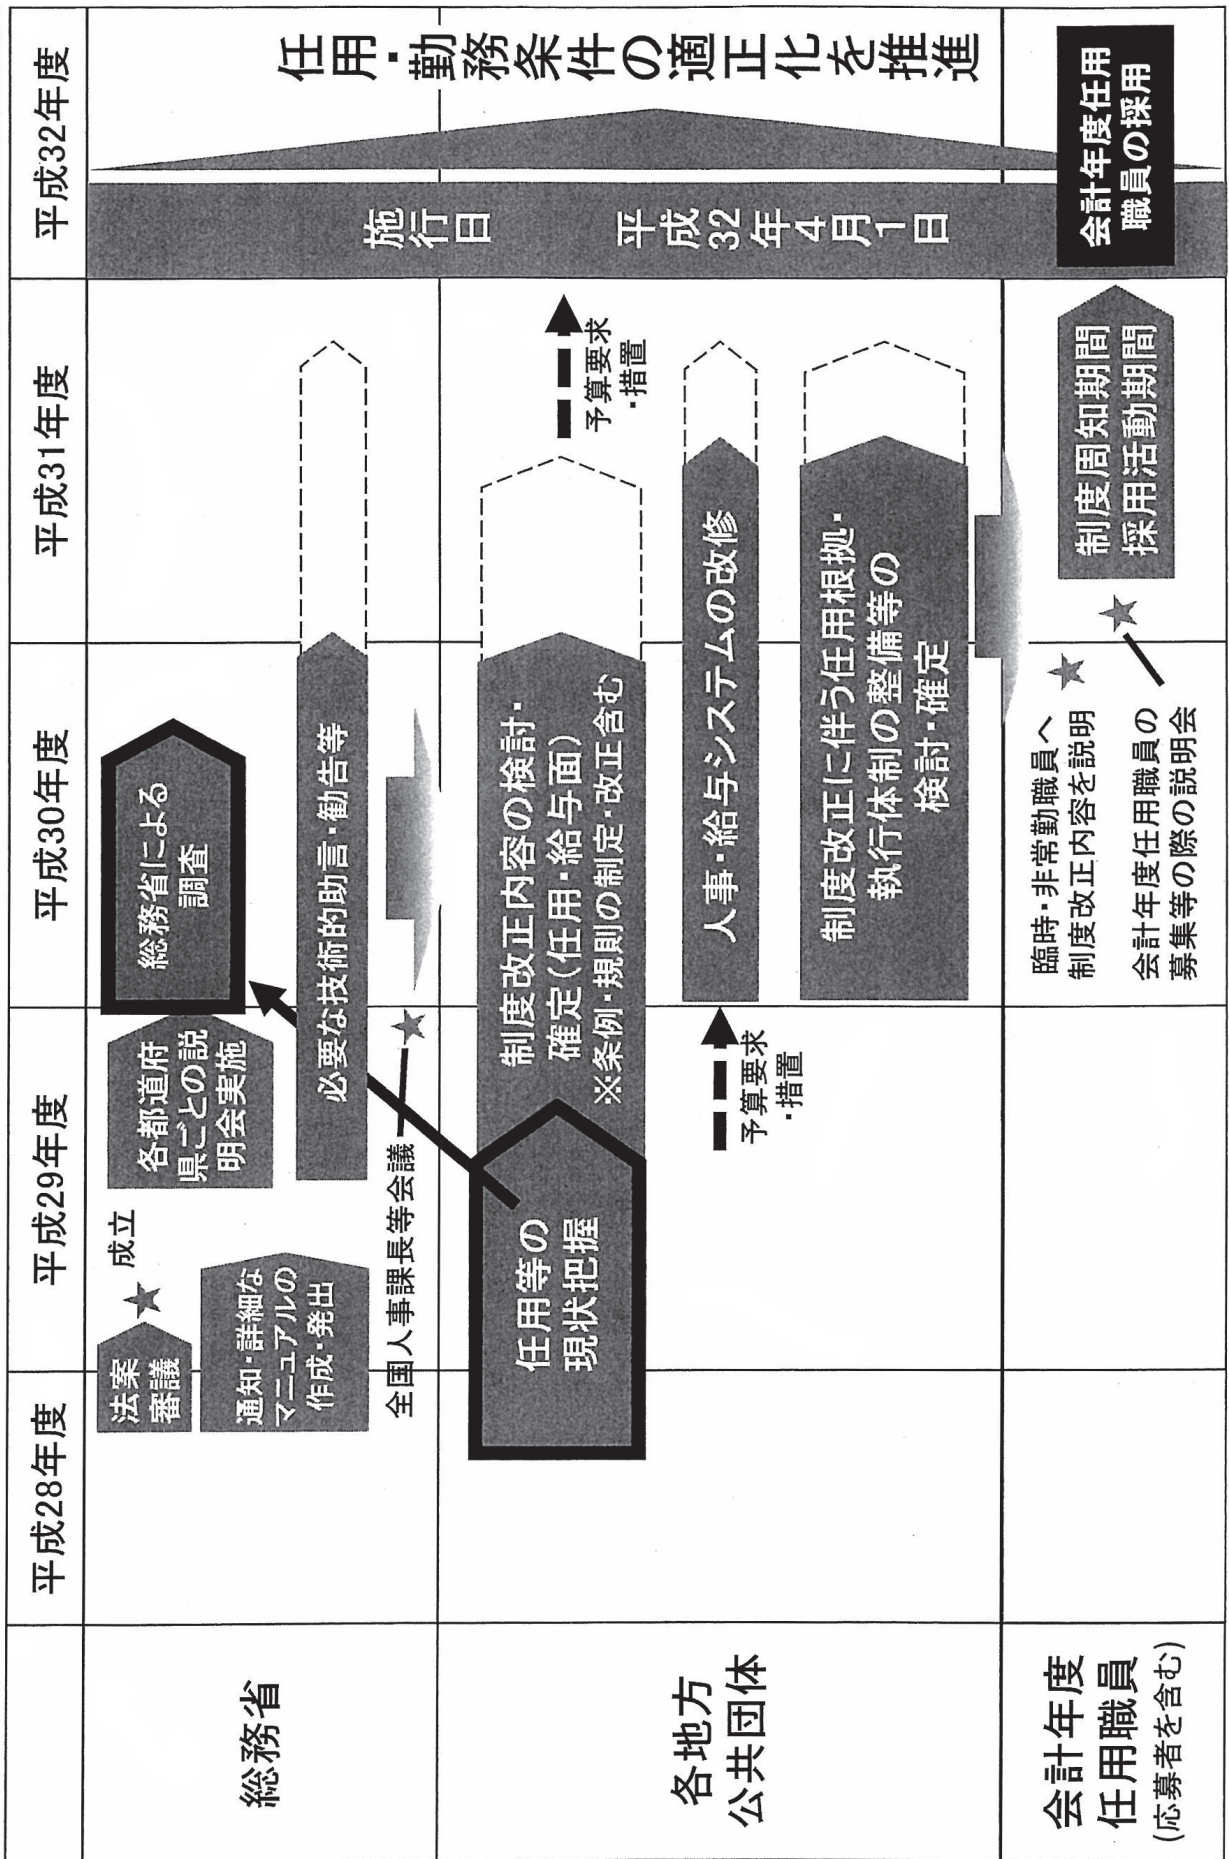 平成28年度
平成29年度
平成30年度
平成31年度
平成32年度
総務省
法案
審議
成立
通知・詳細な
マニュアルの
作成・発出
各都道府
県ごとの説
明会実施
総務省による
調査
必要な技術的助言・勧告等
全国人事課長等会議
各地方
公共団体
任用等の
現状把握
制度改正内容の検討・
確定(任用・給与面)
※条例・規則の制定・改正含む
予算要求
・措置
予算要求
・措置
人事・給与システムの改修
制度改正に伴う任用根拠・
執行体制の整備等の
検討・確定
会計年度
任用職員
(応募者を含む)
臨時・非常勤職員へ
制度改正内容を説明
会計年度任用職員の
募集等の際の説明会
制度周知期間
採用活動期間
施行日 平成32年4月1日
会計年度任用
職員の採用
任用・勤務条件の適正化を推進